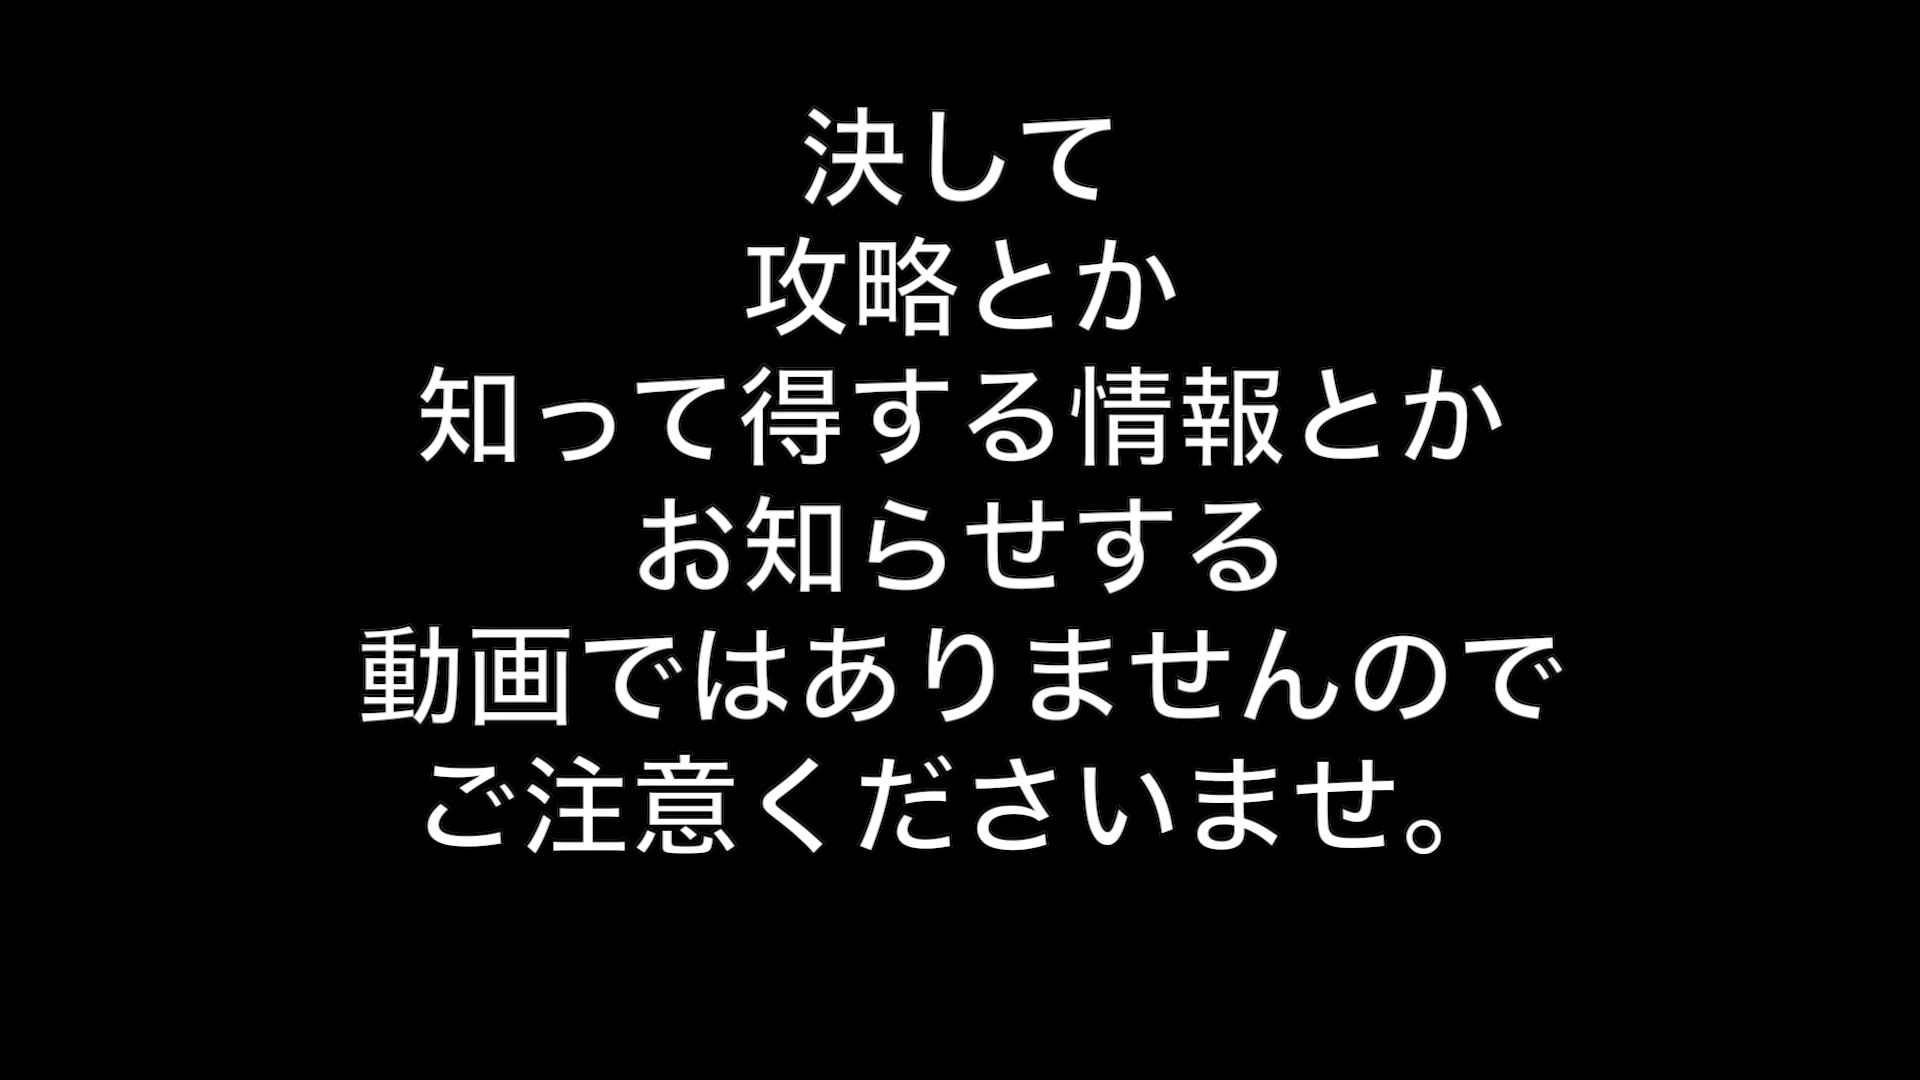 決して
攻略とか
知って得する情報とか
お知らせする
動画ではありませんので
ご注意くださいませ。